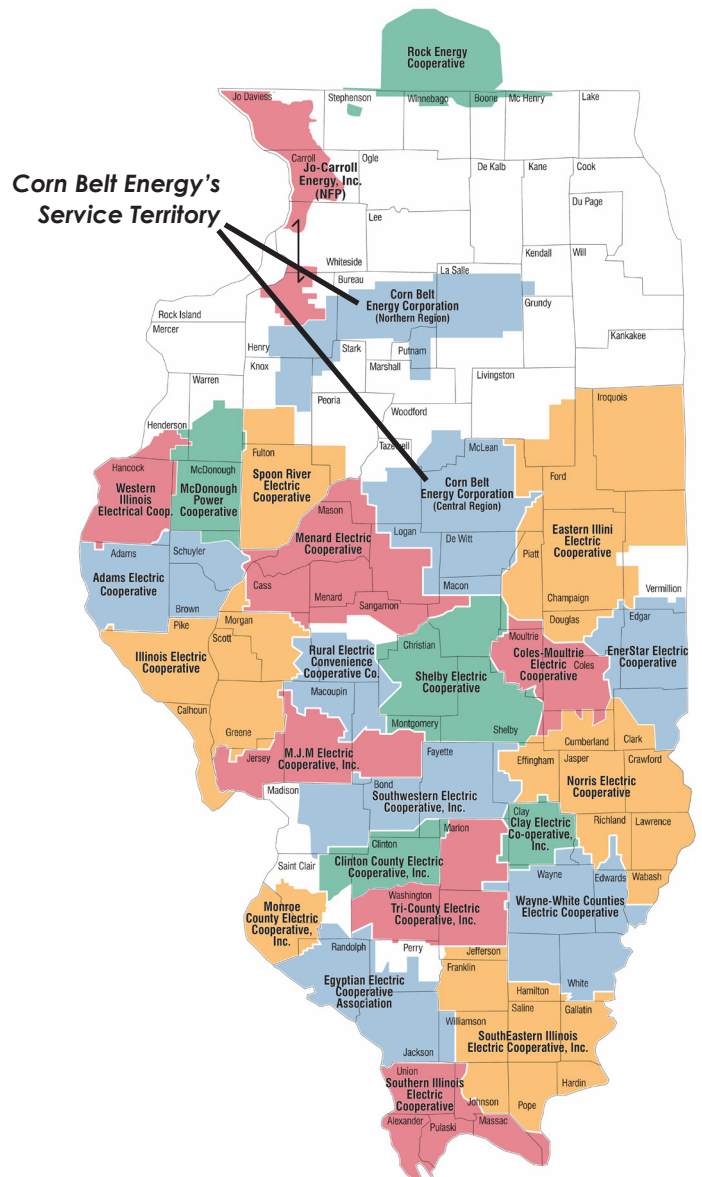 Rock Energy
Cooperative
Jo Daviess
Stephenson
Winnebago
Boone
Mc Henry
Lake
Carroll
Ogle
Jo-Carroll
Energy, Inc.
(NFP)
De Kalb
Kane
Cook
Corn Belt Energy's
Service Territory
Du Page
Lee
Whiteside
Kendall
Will
Bureau
La Salle
Corn Belt
Energy Corporation
(Northern Region)
Grundy
Rock Island
Mercer
Kankakee
Henry
Stark
Putnam
Knox
Marshall
Warren
Livingston
Peoria
Iroquois
Woodford
Henderson
Tazewell
McLean
Fulton
Hancock
McDonough
Ford
Western
Illinois
Electrical Coop.
McDonough
Power
Cooperative
Spoon River
Electric
Cooperative
Corn Belt
Energy Corporation
(Central Region)
Mason
Eastern Illini
Electric
Cooperative
Logan
Menard Electric
Cooperative
De Witt
Piatt
Adams
Schuyler
Adams Electric
Cooperative
Cass
Macon
Vermillion
Menard
Champaign
Brown
Sangamon
Douglas
Edgar
Pike
Morgan
Scott
Moultrie
Illinois Electric
Cooperative
Rural Electric
Convenience
Cooperative Co.
Christian
Coles-Moultrie
Electric
Cooperative
Coles
EnerStar Electric
Cooperative
Shelby Electric
Cooperative
Macoupin
Calhoun
Montgomery
Shelby
Greene
Cumberland
Clark
Jersey
M.J.M Electric
Cooperative, Inc.
Fayette
Effingham
Jasper
Crawford
Norris Electric
Cooperative
Madison
Bond
Southwestern Electric
Cooperative, Inc.
Clay
Clay Electric
Co-operative,
Inc.
Richland
Lawrence
Marion
Clinton
Saint Clair
Clinton County Electric
Cooperative, Inc.
Wayne
Edwards
Wabash
Washington
Wayne-White Counties
Electric Cooperative
Monroe
County Electric
Cooperative,
Inc.
Tri-County Electric
Cooperative, Inc.
Randolph
Perry
Jefferson
Franklin
Egyptian Electric
Cooperative
Association
Hamilton
White
Saline
Gallatin
Williamson
SouthEastern Illinois
Electric Cooperative, Inc.
Jackson
Union
Southern Illinois
Electric
Cooperative
Hardin
Johnson
Pope
Alexander
Pulaski
Massac